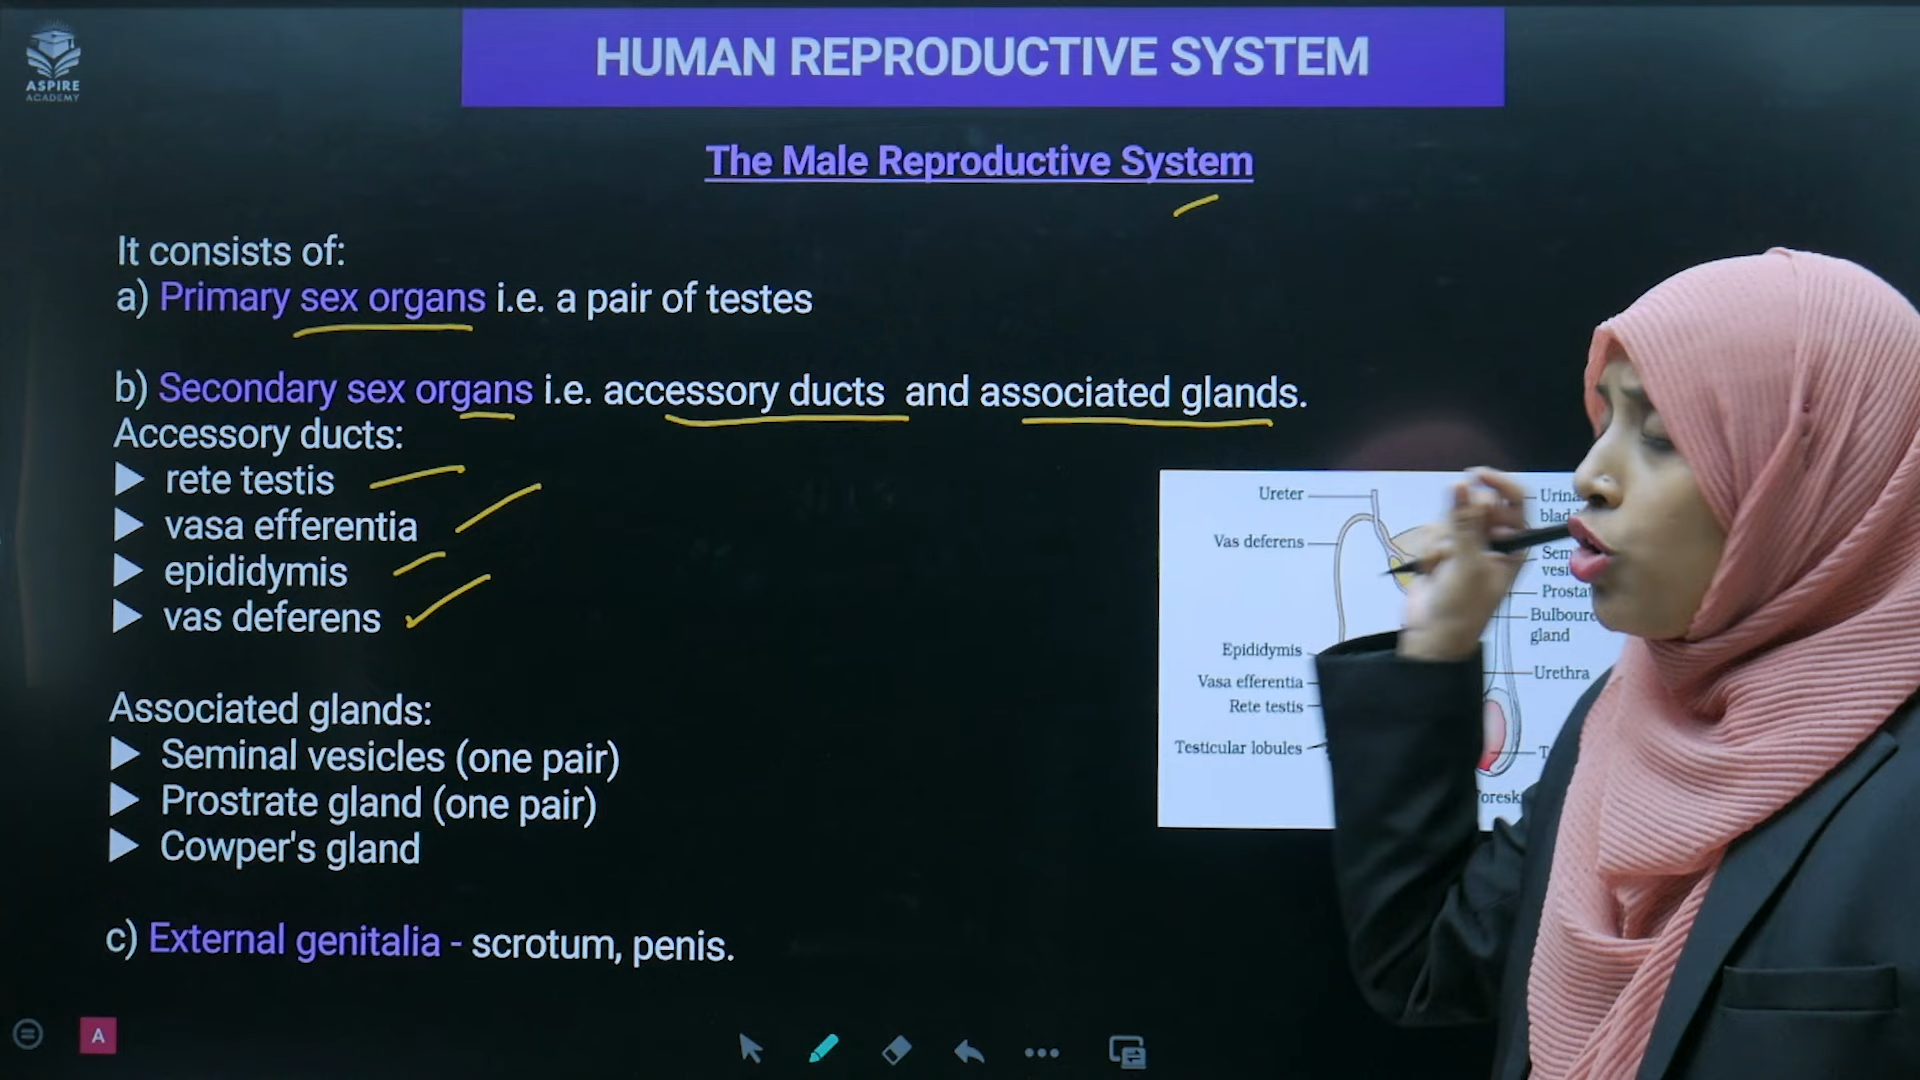 ASPIRE
ACADEMY
HUMAN REPRODUCTIVE SYSTEM
The Male Reproductive System
It consists of:
a) Primary sex organs i.e. a pair of testes
b) Secondary sex organs i.e. accessory ducts and associated glands.
Accessory ducts:
▶ rete testis
▶ vasa efferentia
▶ epididymis
▶ vas deferens
Associated glands:
▶ Seminal vesicles (one pair)
▶ Prostrate gland (one pair)
▶ Cowper's gland
c) External genitalia - scrotum, penis.
Ureter
Vas deferens
Epididymis
Vasa efferentia
Rete testis
Testicular lobules
gland
Urethra
A